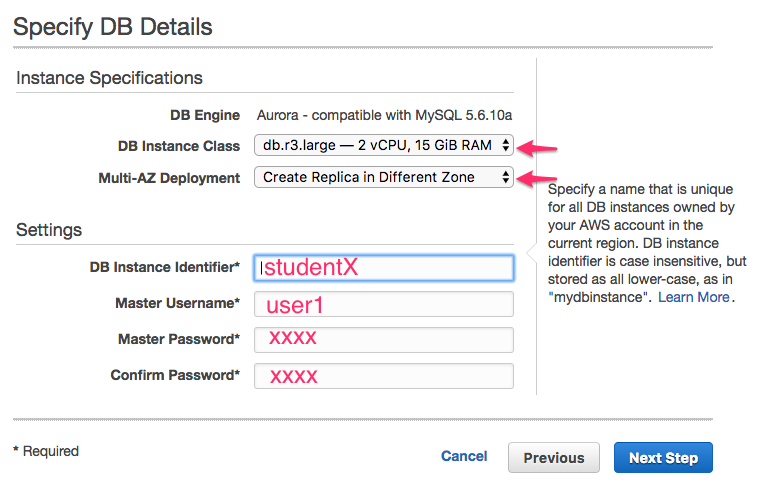 Specify DB Details
Instance Specifications
DB Engine Aurora - compatible with MySQL 5.6.10a
DB Instance Class db.r3.large — 2 vCPU, 15 GiB RAM
Multi-AZ Deployment Create Replica in Different Zone
Settings
DB Instance Identifier* studentX
Master Username* user1
Master Password* xxxx
Confirm Password* xxxx
Specify a name that is unique
for all DB instances owned by
your AWS account in the
current region. DB instance
identifier is case insensitive, but
stored as all lower-case, as in
"mydbinstance". Learn More.
* Required
Cancel Previous Next Step